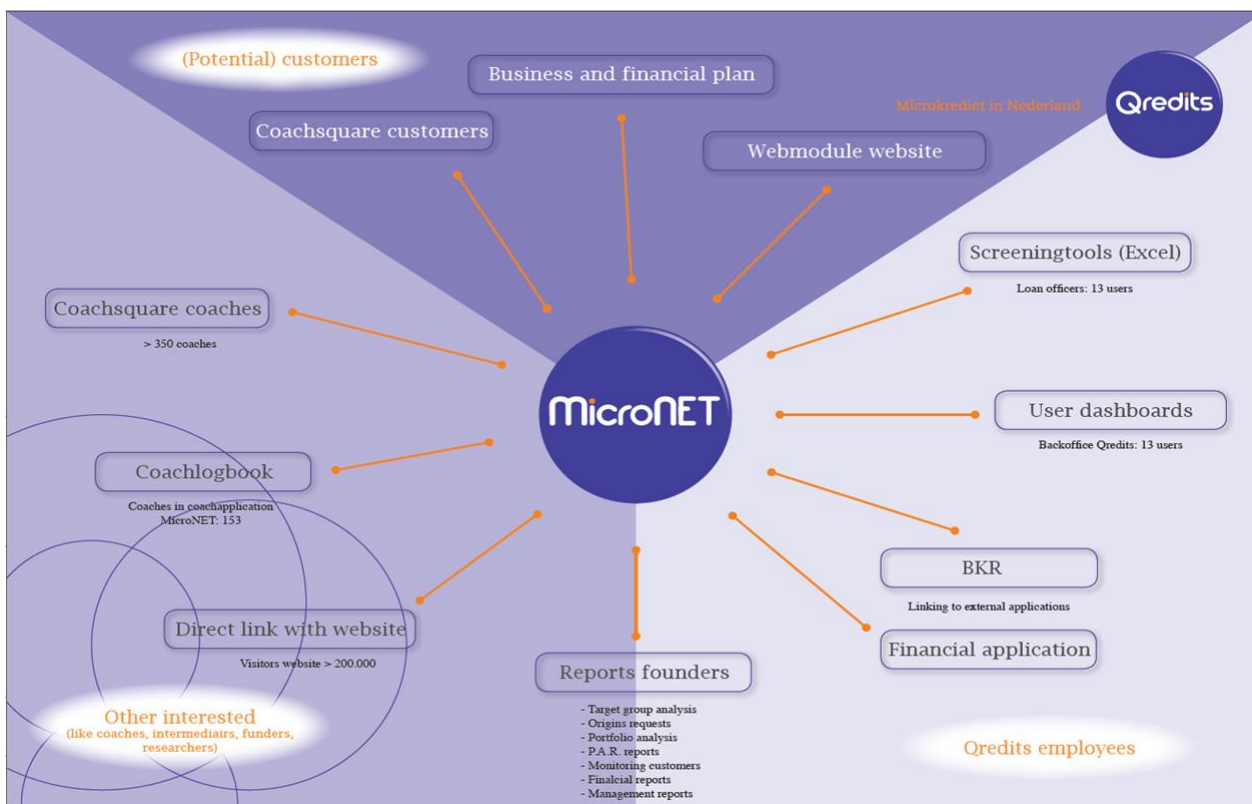 (Potential) customers
Business and financial plan
Coachsquare customers
Webmodule website
Microkrediet in Nederland
Qredits
Screeningtools (Excel)
Loan officers: 13 users
Coachsquare coaches
> 350 coaches
MicroNET
User dashboards
Backoffice Qredits: 13 users
Coachlogbook
Coaches in coachapplication
MicroNET: 153
BKR
Linking to external applications
Financial application
Direct link with website
Visitors website > 200.000
Reports founders
- Target group analysis
- Origins requests
- Portfolio analysis
- P.A.R. reports
- Monitoring customers
- Finalcial reports
- Management reports
Other interested
(like coaches, intermediairs, funders,
researchers)
Qredits employees